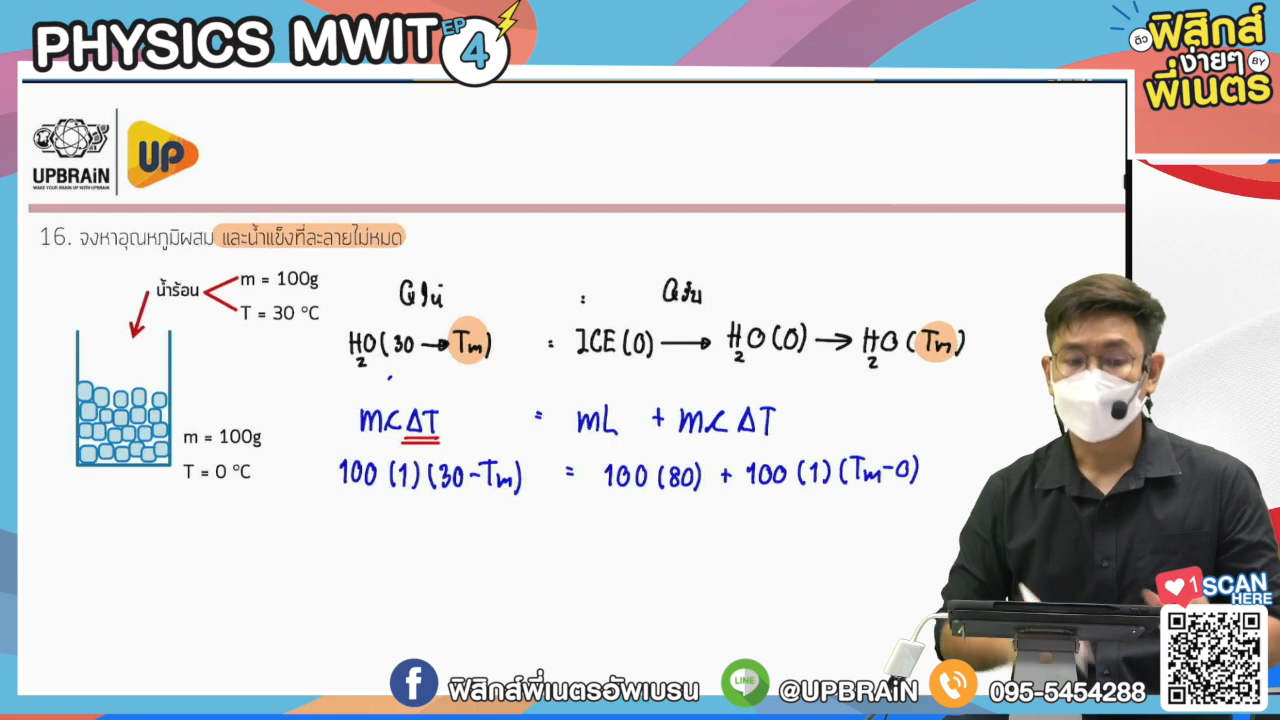 PHYSICS MWIT EP 4
ติว ฟิสิกส์
ง่ายๆ BY
พี่เนตร
UPBRAiN
MAKE YOUR BRAIN UP WITH UPBRAIN
UP
16. จงหาอุณหภูมิผสม และน้ำแข็งที่ละลายไม่หมด
น้ำร้อน
m = 100g
T = 30 °C
m = 100g
T = 0 °C
Qให้ = Qรับ
H₂O (30 → Tm) = ICE (0) → H₂O (0) → H₂O (Tm)
mcΔT = mL + mcΔT
100 (1) (30 - Tm) = 100 (80) + 100 (1) (Tm - 0)
1 SCAN
HERE
ฟิสิกส์พี่เนตรอัพเบรน LINE @UPBRAiN 095-5454288